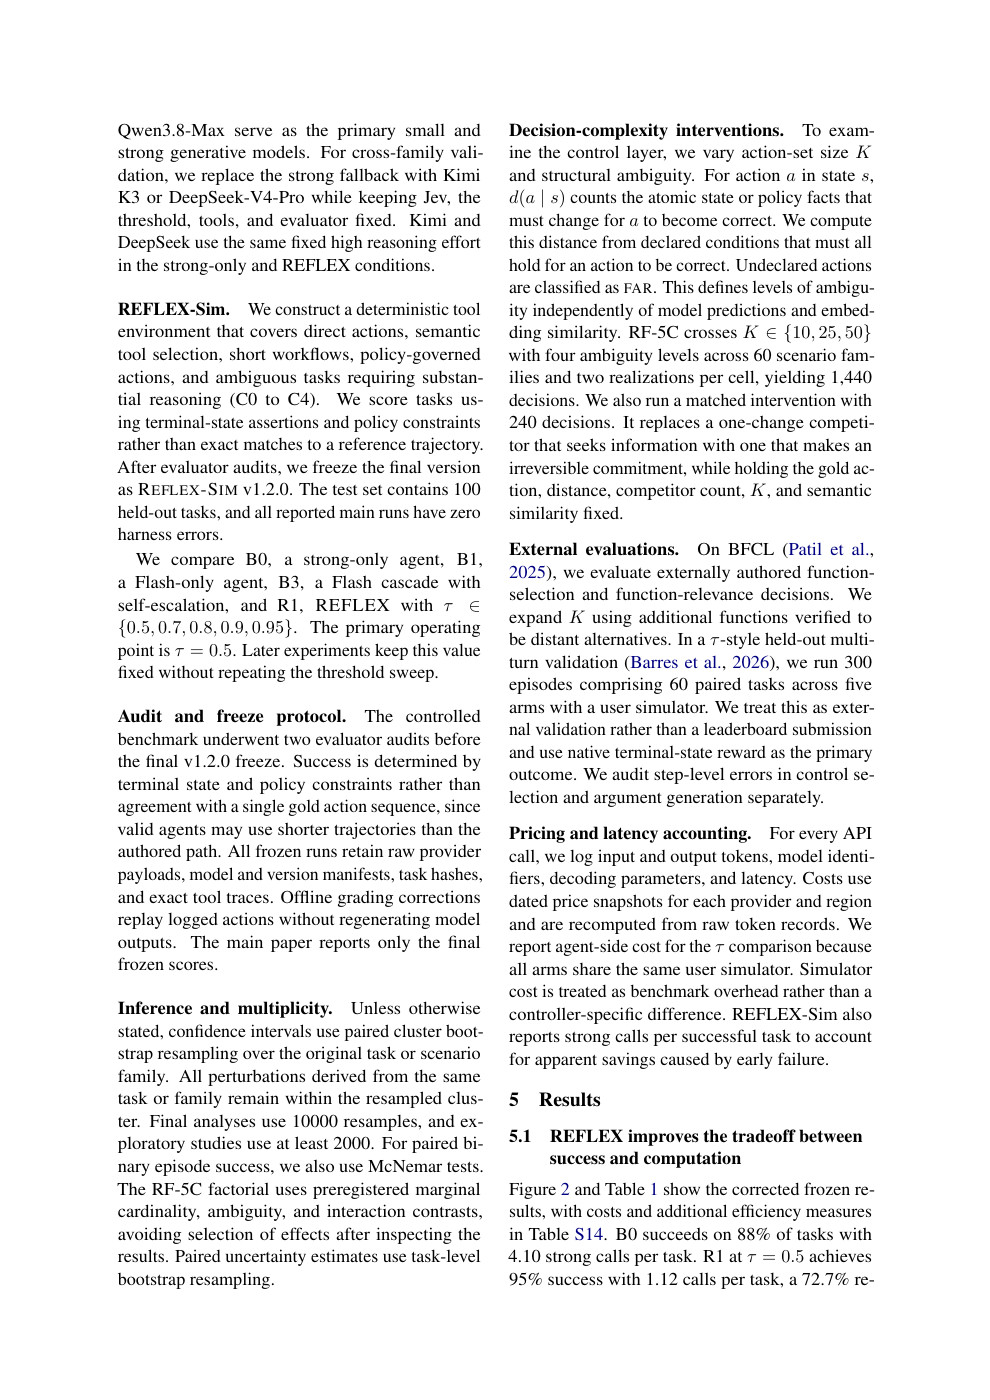 Qwen3.8-Max serve as the primary small and
strong generative models. For cross-family vali-
dation, we replace the strong fallback with Kimi
K3 or DeepSeek-V4-Pro while keeping Jev, the
threshold, tools, and evaluator fixed. Kimi and
DeepSeek use the same fixed high reasoning effort
in the strong-only and REFLEX conditions.
REFLEX-Sim. We construct a deterministic tool
environment that covers direct actions, semantic
tool selection, short workflows, policy-governed
actions, and ambiguous tasks requiring substan-
tial reasoning (C0 to C4). We score tasks us-
ing terminal-state assertions and policy constraints
rather than exact matches to a reference trajectory.
After evaluator audits, we freeze the final version
as REFLEX-SIM v1.2.0. The test set contains 100
held-out tasks, and all reported main runs have zero
harness errors.
We compare B0, a strong-only agent, B1,
a Flash-only agent, B3, a Flash cascade with
self-escalation, and R1, REFLEX with τ ∈
{0.5, 0.7, 0.8, 0.9, 0.95}. The primary operating
point is τ = 0.5. Later experiments keep this value
fixed without repeating the threshold sweep.
Audit and freeze protocol. The controlled
benchmark underwent two evaluator audits before
the final v1.2.0 freeze. Success is determined by
terminal state and policy constraints rather than
agreement with a single gold action sequence, since
valid agents may use shorter trajectories than the
authored path. All frozen runs retain raw provider
payloads, model and version manifests, task hashes,
and exact tool traces. Offline grading corrections
replay logged actions without regenerating model
outputs. The main paper reports only the final
frozen scores.
Inference and multiplicity. Unless otherwise
stated, confidence intervals use paired cluster boot-
strap resampling over the original task or scenario
family. All perturbations derived from the same
task or family remain within the resampled clus-
ter. Final analyses use 10000 resamples, and ex-
ploratory studies use at least 2000. For paired bi-
nary episode success, we also use McNemar tests.
The RF-5C factorial uses preregistered marginal
cardinality, ambiguity, and interaction contrasts,
avoiding selection of effects after inspecting the
results. Paired uncertainty estimates use task-level
bootstrap resampling.
Decision-complexity interventions. To exam-
ine the control layer, we vary action-set size K
and structural ambiguity. For action a in state s,
d(a | s) counts the atomic state or policy facts that
must change for a to become correct. We compute
this distance from declared conditions that must all
hold for an action to be correct. Undeclared actions
are classified as FAR. This defines levels of ambigu-
ity independently of model predictions and embed-
ding similarity. RF-5C crosses K ∈ {10, 25, 50}
with four ambiguity levels across 60 scenario fam-
ilies and two realizations per cell, yielding 1,440
decisions. We also run a matched intervention with
240 decisions. It replaces a one-change competi-
tor that seeks information with one that makes an
irreversible commitment, while holding the gold ac-
tion, distance, competitor count, K, and semantic
similarity fixed.
External evaluations. On BFCL (Patil et al.,
2025), we evaluate externally authored function-
selection and function-relevance decisions. We
expand K using additional functions verified to
be distant alternatives. In a τ-style held-out multi-
turn validation (Barres et al., 2026), we run 300
episodes comprising 60 paired tasks across five
arms with a user simulator. We treat this as exter-
nal validation rather than a leaderboard submission
and use native terminal-state reward as the primary
outcome. We audit step-level errors in control se-
lection and argument generation separately.
Pricing and latency accounting. For every API
call, we log input and output tokens, model identi-
fiers, decoding parameters, and latency. Costs use
dated price snapshots for each provider and region
and are recomputed from raw token records. We
report agent-side cost for the τ comparison because
all arms share the same user simulator. Simulator
cost is treated as benchmark overhead rather than a
controller-specific difference. REFLEX-Sim also
reports strong calls per successful task to account
for apparent savings caused by early failure.
5 Results
5.1 REFLEX improves the tradeoff between
success and computation
Figure 2 and Table 1 show the corrected frozen re-
sults, with costs and additional efficiency measures
in Table S14. B0 succeeds on 88% of tasks with
4.10 strong calls per task. R1 at τ = 0.5 achieves
95% success with 1.12 calls per task, a 72.7% re-